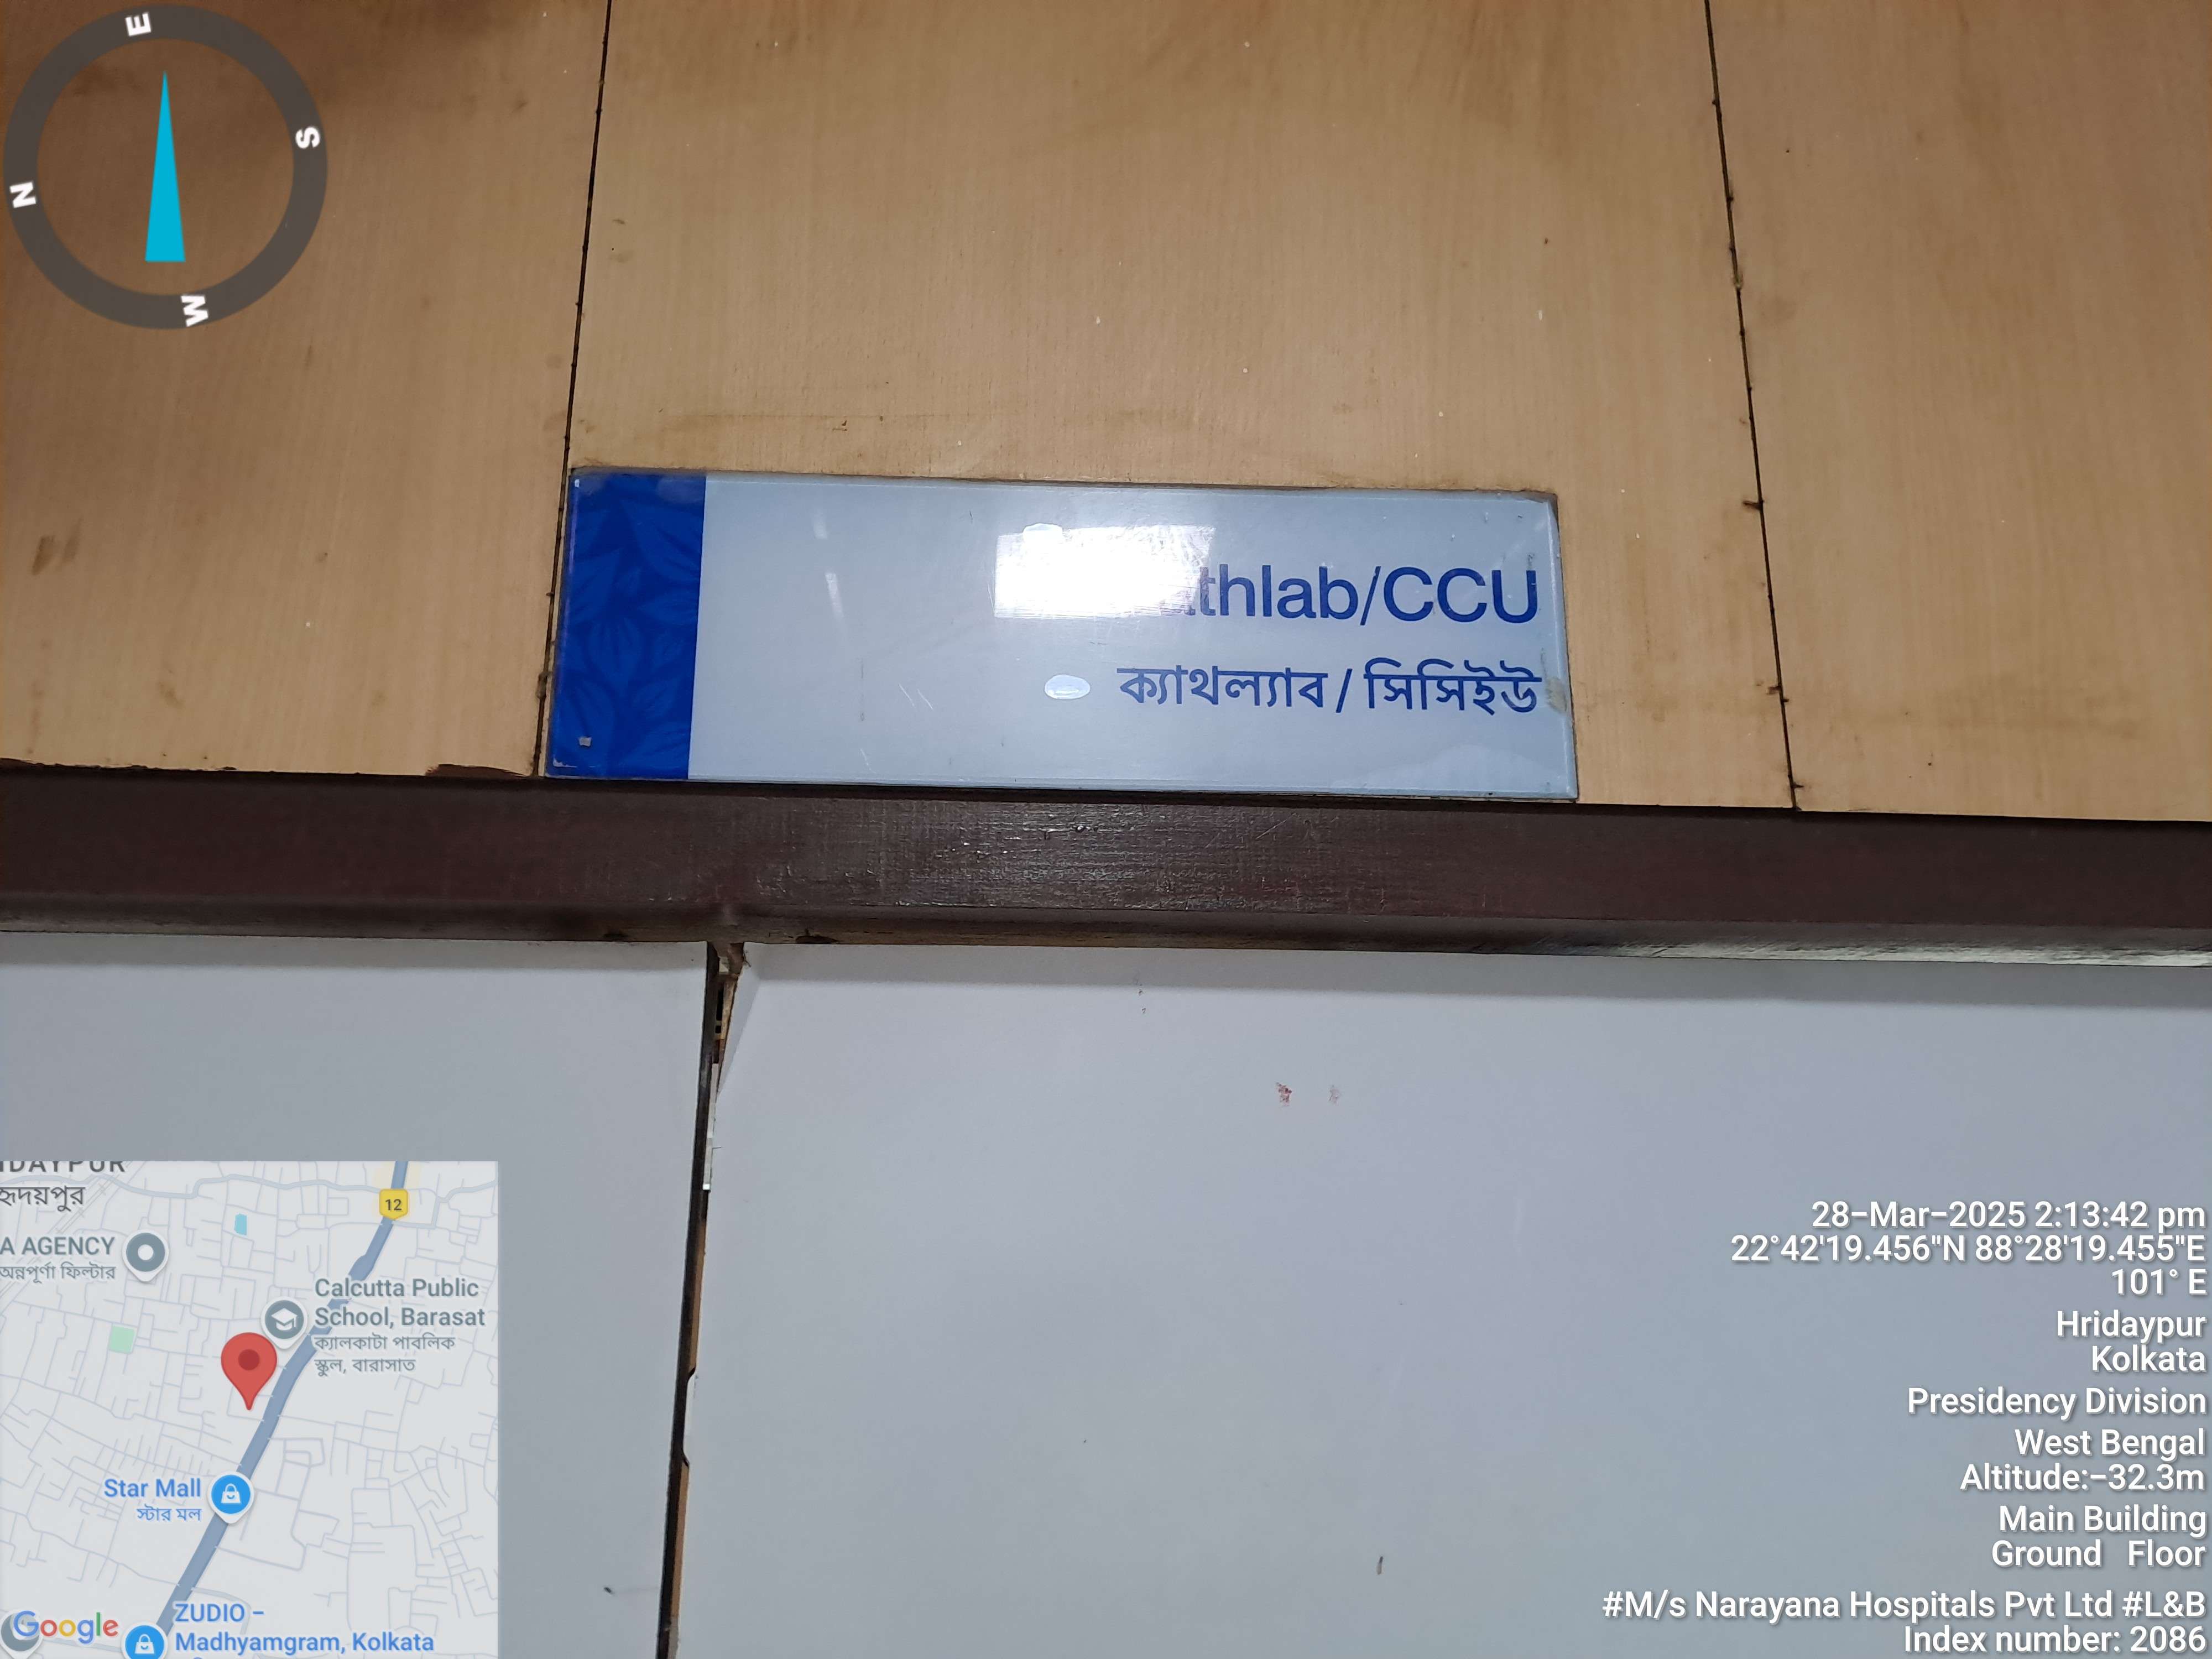 E
S
N
W
athlab/CCU
ক্যাথল্যাব / সিসিইউ
হৃদয়পুর
12
A AGENCY
অন্নপূর্ণা ফিল্টার
Calcutta Public
School, Barasat
ক্যালকাটা পাবলিক
স্কুল, বারাসাত
Star Mall
স্টার মল
ZUDIO -
Madhyamgram, Kolkata
Google
28-Mar-2025 2:13:42 pm
22°42'19.456"N 88°28'19.455"E
101° E
Hridaypur
Kolkata
Presidency Division
West Bengal
Altitude:-32.3m
Main Building
Ground Floor
#M/s Narayana Hospitals Pvt Ltd #L&B
Index number: 2086